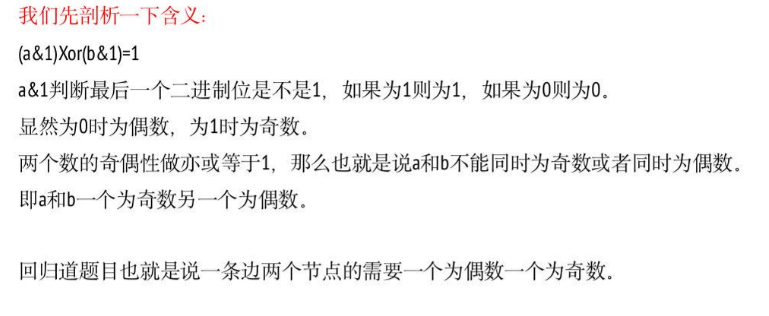 我们先剖析一下含义:
(a&1)Xor(b&1)=1
a&1判断最后一个二进制位是不是1，如果为1则为1，如果为0则为0。
显然为0时为偶数，为1时为奇数。
两个数的奇偶性做亦或等于1，那么也就是说a和b不能同时为奇数或者同时为偶数。
即a和b一个为奇数另一个为偶数。
回归道题目也就是说一条边两个节点的需要一个为偶数一个为奇数。